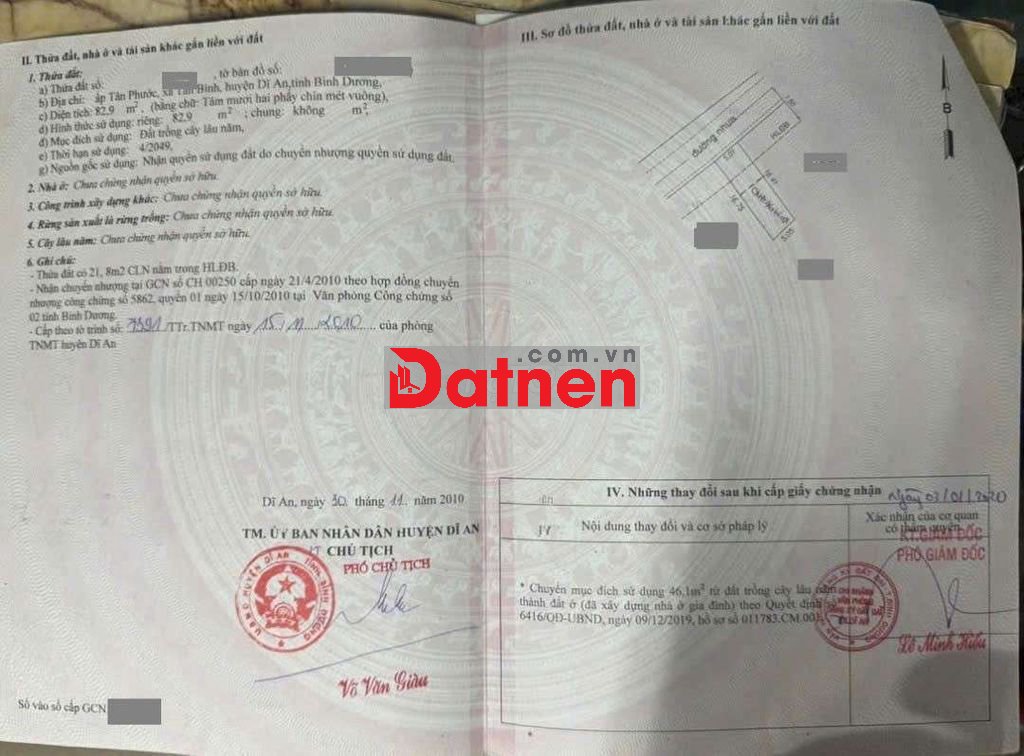 II. Thửa đất, nhà ở và tài sản khác gắn liền với đất
1. Thửa đất:
a) Thửa đất số: , tờ bản đồ số:
b) Địa chỉ: ấp Tân Phước, xã Tân Bình, huyện Dĩ An, tỉnh Bình Dương,
c) Diện tích: 82,9 m², (bằng chữ: Tám mươi hai phẩy chín mét vuông),
d) Hình thức sử dụng: riêng: 82,9 m²; chung: không m²,
đ) Mục đích sử dụng: Đất trồng cây lâu năm,
e) Thời hạn sử dụng: 4/2049,
g) Nguồn gốc sử dụng: Nhận quyền sử dụng đất do chuyển nhượng quyền sử dụng đất.
2. Nhà ở: Chưa chứng nhận quyền sở hữu.
3. Công trình xây dựng khác: Chưa chứng nhận quyền sở hữu.
4. Rừng sản xuất là rừng trồng: Chưa chứng nhận quyền sở hữu.
5. Cây lâu năm: Chưa chứng nhận quyền sở hữu.
6. Ghi chú:
- Thửa đất có 21, 8m2 CLN nằm trong HLĐB.
- Nhận chuyển nhượng tại GCN số CH 00250 cấp ngày 21/4/2010 theo hợp đồng chuyển
nhượng công chứng số 5862, quyển 01 ngày 15/10/2010 tại Văn phòng Công chứng số
02 tỉnh Bình Dương.
- Cấp theo tờ trình số: 7391/TTr.TNMT ngày 15/11/2010 của phòng
TNMT huyện Dĩ An
Dĩ An, ngày 30 tháng 11 năm 2010
TM. ỦY BAN NHÂN DÂN HUYỆN DĨ AN
KT CHỦ TỊCH
PHÓ CHỦ TỊCH
Võ Văn Giàu
Số vào sổ cấp GCN
III. Sơ đồ thửa đất, nhà ở và tài sản khác gắn liền với đất
B
đường nhựa
HLĐB
5.01
5.05
.com.vn
Datnen
IV. Những thay đổi sau khi cấp giấy chứng nhận
Ngày 03/01/2020
Nội dung thay đổi và cơ sở pháp lý
Xác nhận của cơ quan
có thẩm quyền
KT.GIÁM ĐỐC
PHÓ GIÁM ĐỐC
* Chuyển mục đích sử dụng 46,1m² từ đất trồng cây lâu năm
thành đất ở (đã xây dựng nhà ở gia đình) theo Quyết định số
6416/QĐ-UBND, ngày 09/12/2019, hồ sơ số 011783.CM.001
Lê Minh Hiếu